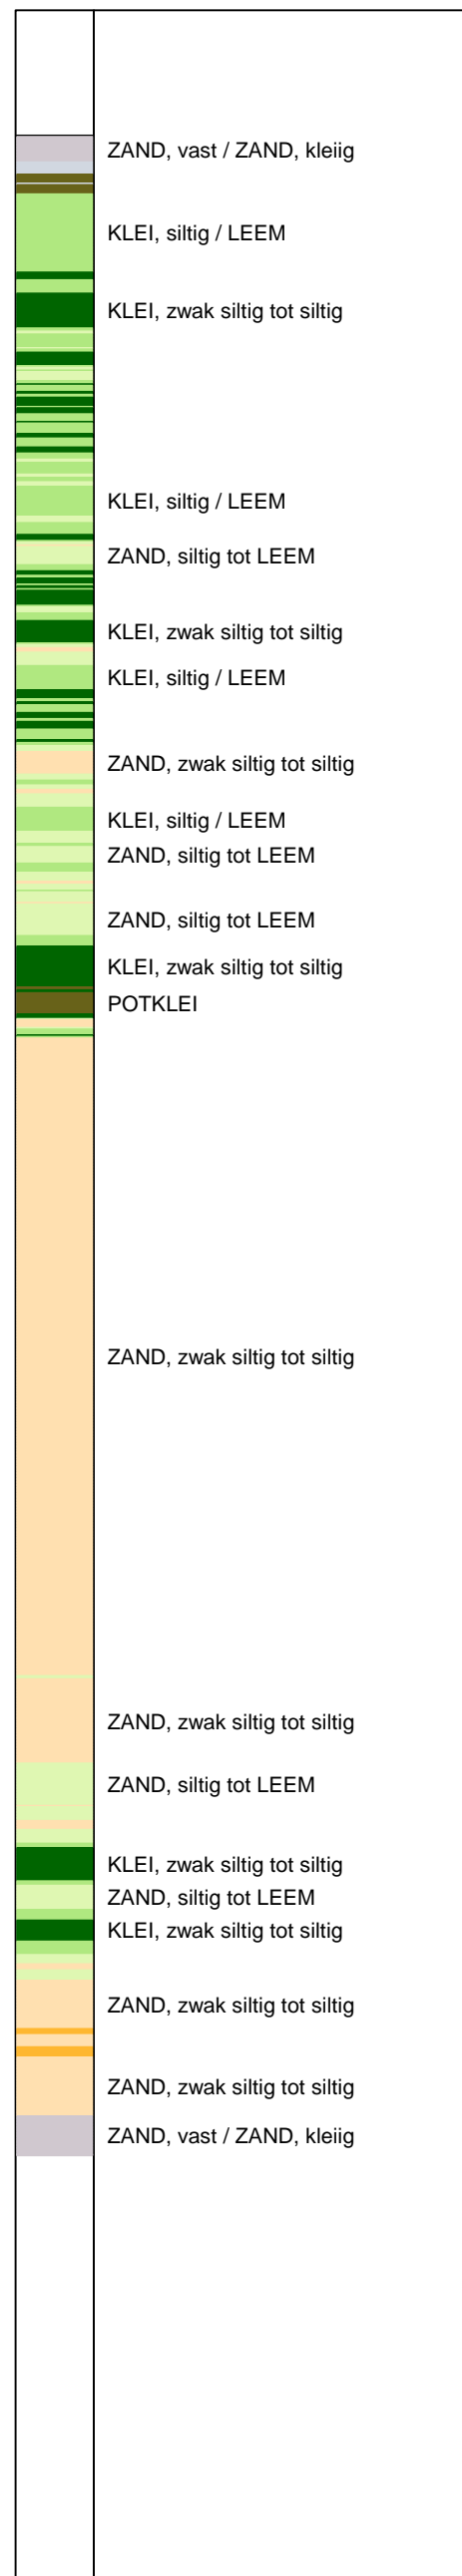 ZAND, vast / ZAND, kleiig
KLEI, siltig / LEEM
KLEI, zwak siltig tot siltig
KLEI, siltig / LEEM
ZAND, siltig tot LEEM
KLEI, zwak siltig tot siltig
KLEI, siltig / LEEM
ZAND, zwak siltig tot siltig
KLEI, siltig / LEEM
ZAND, siltig tot LEEM
ZAND, siltig tot LEEM
KLEI, zwak siltig tot siltig
POTKLEI
ZAND, zwak siltig tot siltig
ZAND, zwak siltig tot siltig
ZAND, siltig tot LEEM
KLEI, zwak siltig tot siltig
ZAND, siltig tot LEEM
KLEI, zwak siltig tot siltig
ZAND, zwak siltig tot siltig
ZAND, zwak siltig tot siltig
ZAND, vast / ZAND, kleiig